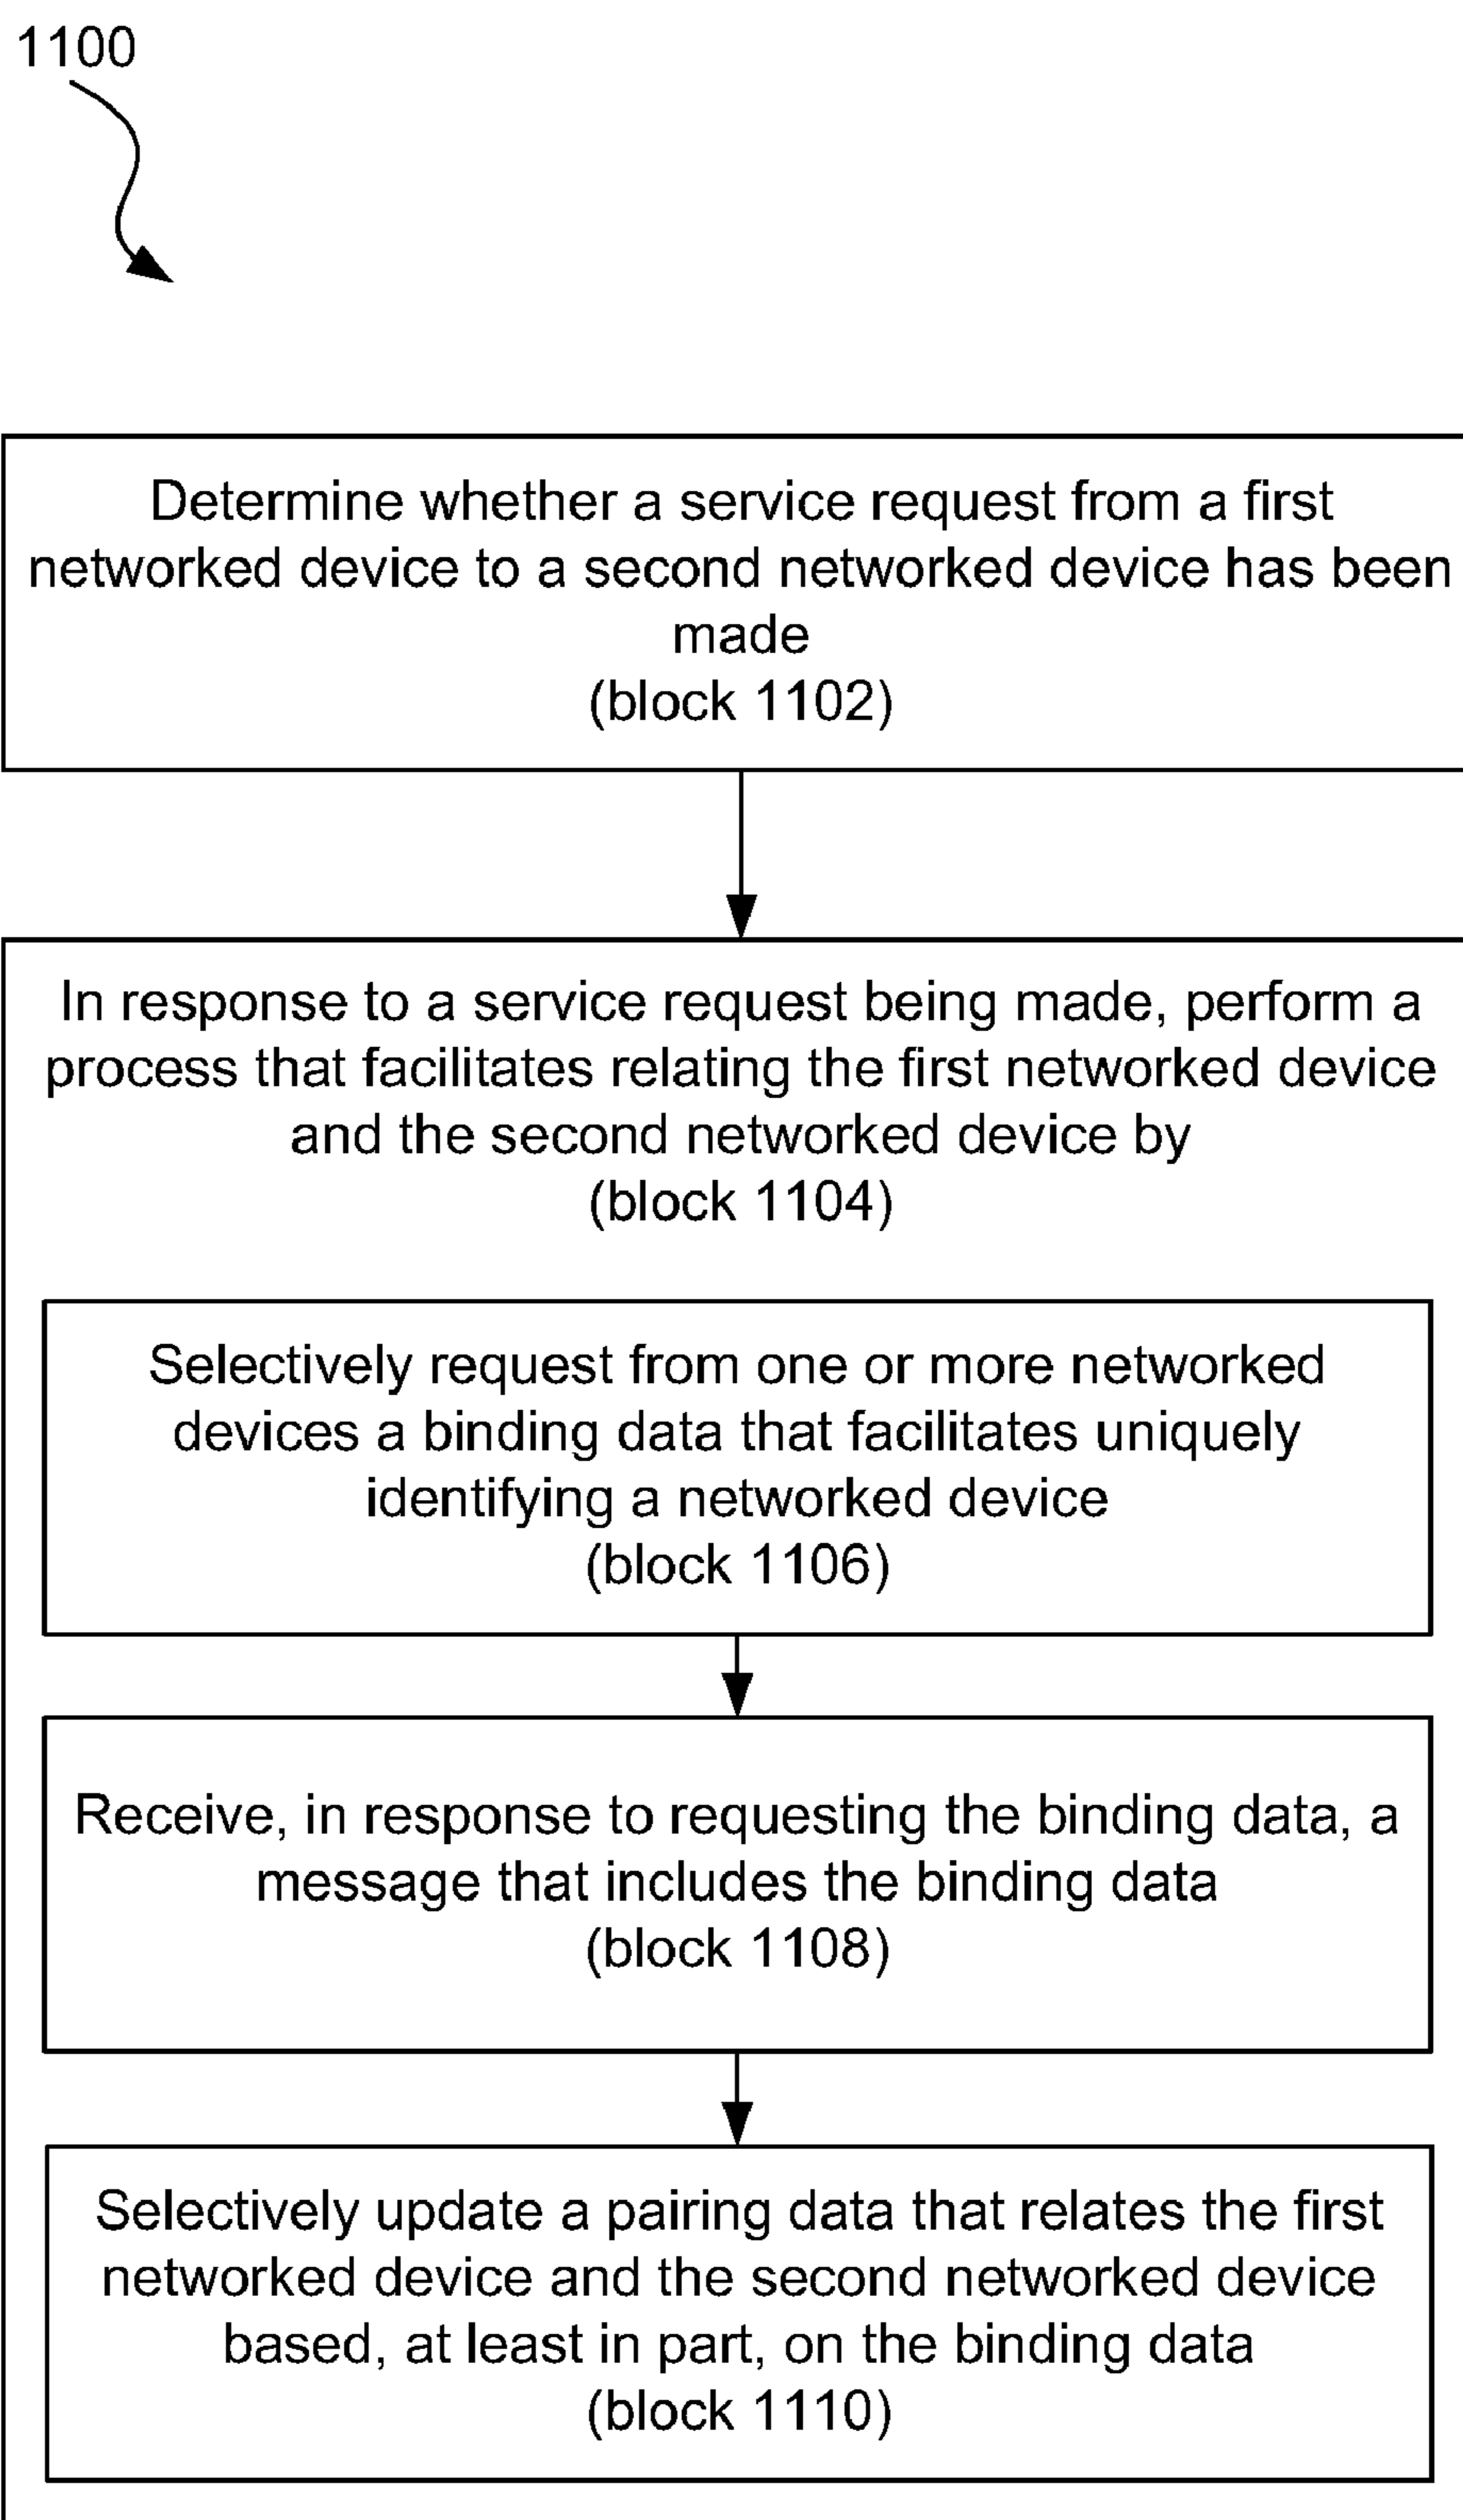 1100
Determine whether a service request from a first
networked device to a second networked device has been
made
(block 1102)
In response to a service request being made, perform a
process that facilitates relating the first networked device
and the second networked device by
(block 1104)
Selectively request from one or more networked
devices a binding data that facilitates uniquely
identifying a networked device
(block 1106)
Receive, in response to requesting the binding data, a
message that includes the binding data
(block 1108)
Selectively update a pairing data that relates the first
networked device and the second networked device
based, at least in part, on the binding data
(block 1110)